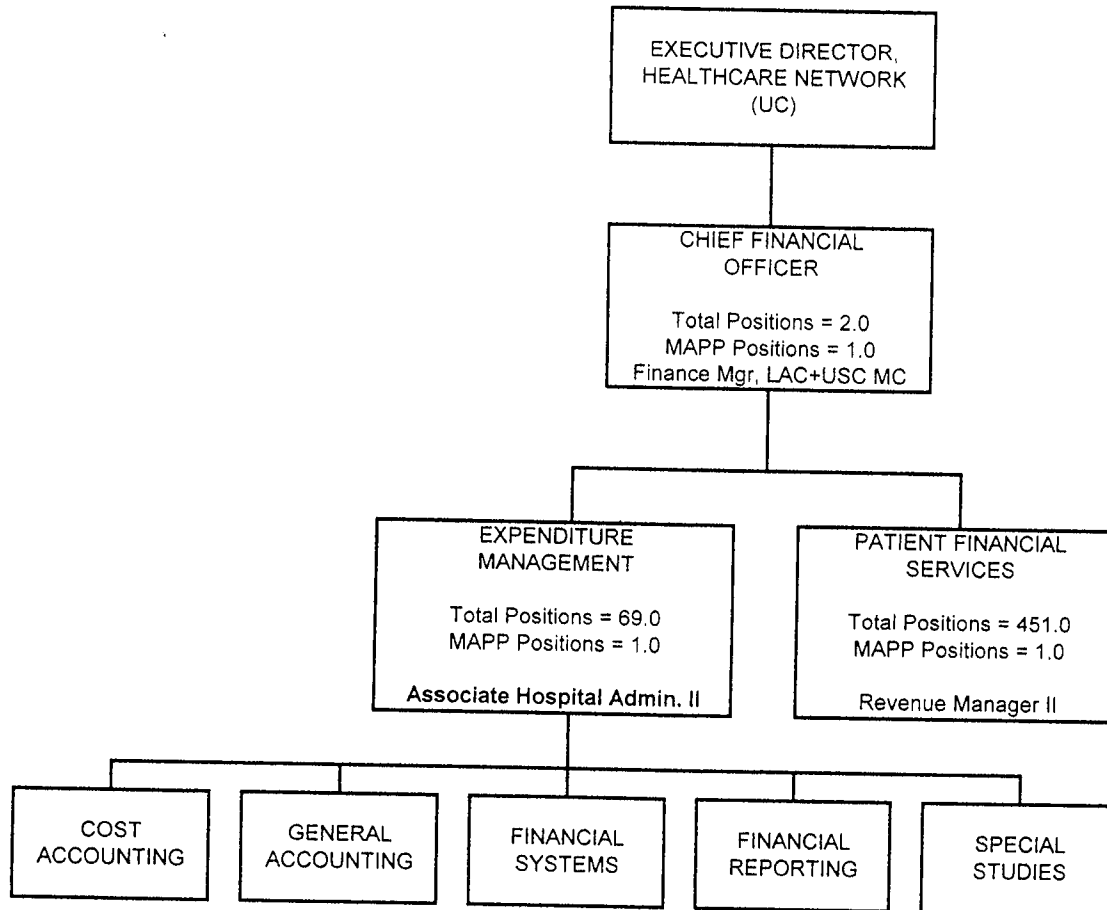 EXECUTIVE DIRECTOR,
HEALTHCARE NETWORK
(UC)
CHIEF FINANCIAL
OFFICER
Total Positions = 2.0
MAPP Positions = 1.0
Finance Mgr, LAC+USC MC
EXPENDITURE
MANAGEMENT
Total Positions = 69.0
MAPP Positions = 1.0
Associate Hospital Admin. II
PATIENT FINANCIAL
SERVICES
Total Positions = 451.0
MAPP Positions = 1.0
Revenue Manager II
COST
ACCOUNTING
GENERAL
ACCOUNTING
FINANCIAL
SYSTEMS
FINANCIAL
REPORTING
SPECIAL
STUDIES